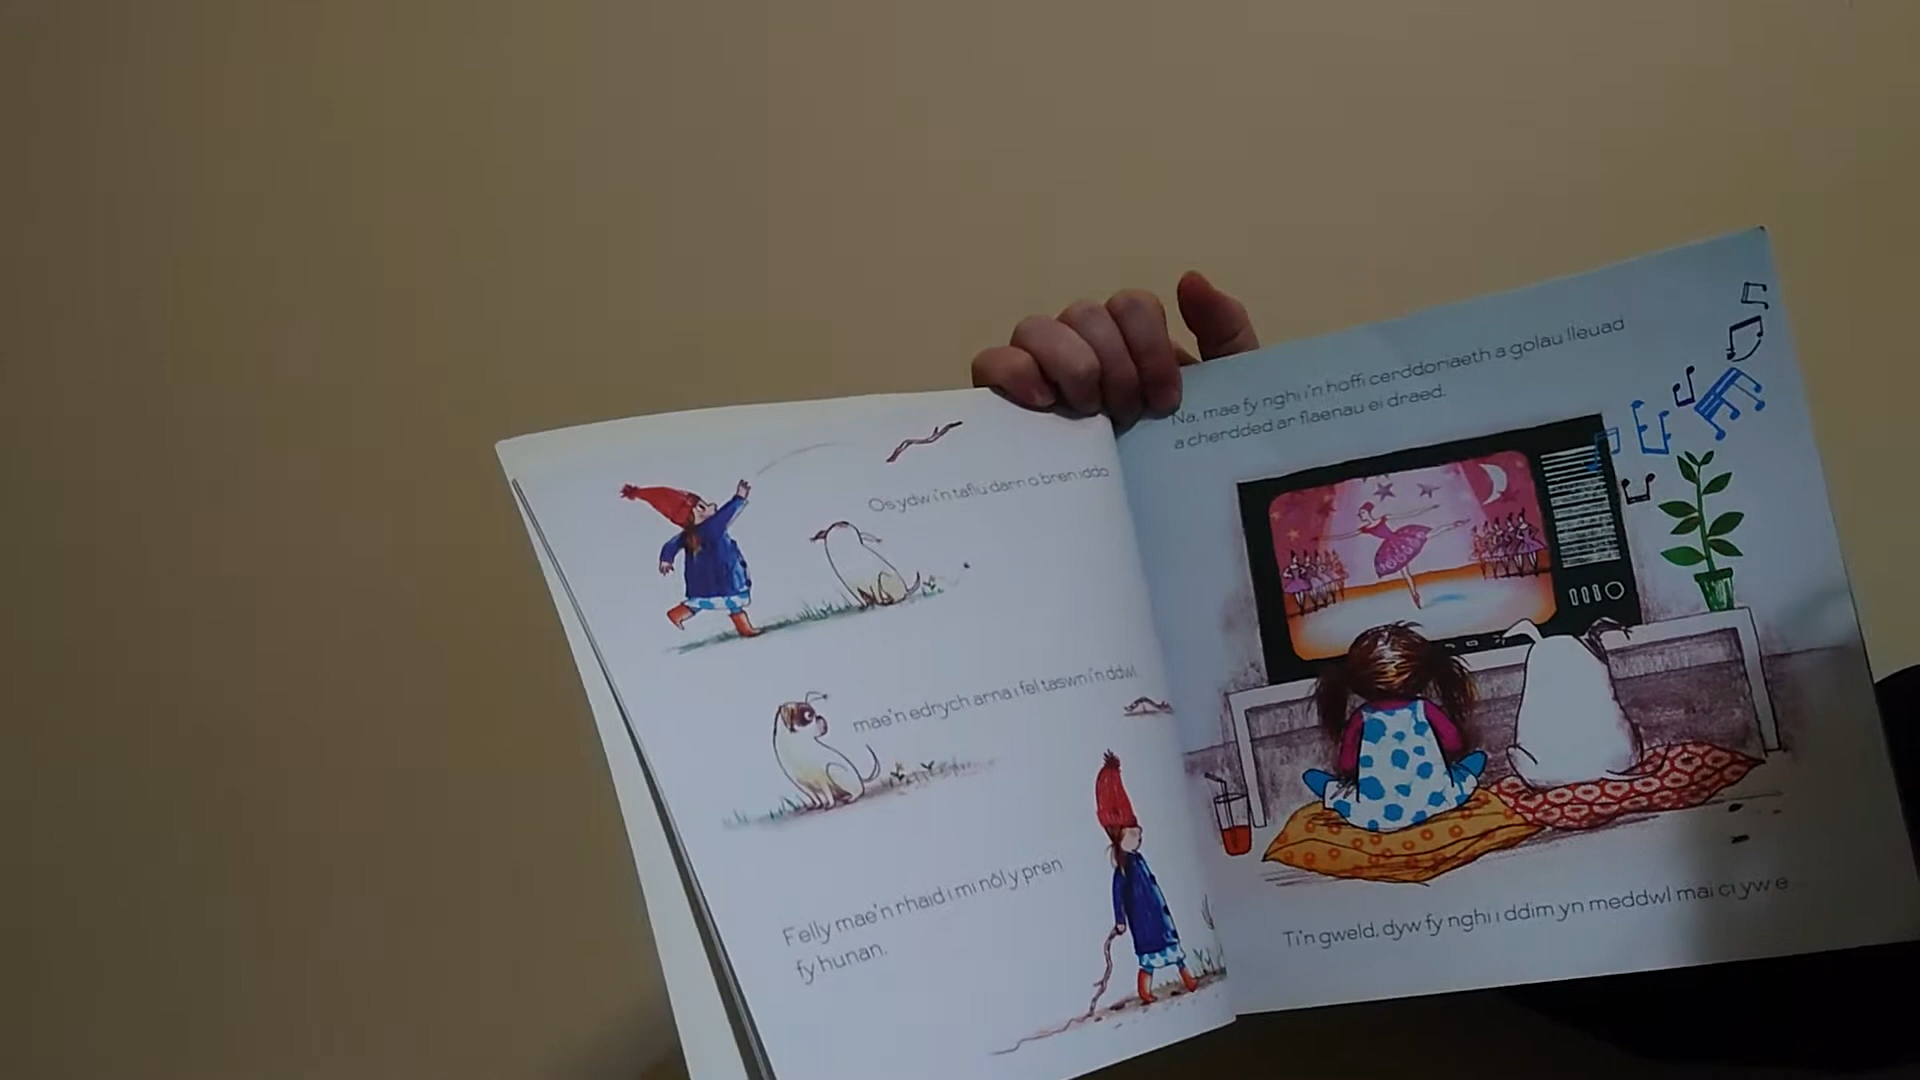 Os ydw i'n taflu darn o bren iddo
mae'n edrych arna i fel taswn i'n ddwl.
Felly mae'n rhaid i mi nôl y pren
fy hunan.
Na, mae fy nghi i'n hoffi cerddoriaeth a golau lleuad
a cherdded ar flaenau ei draed.
Ti'n gweld, dyw fy nghi i ddim yn meddwl mai ci yw e